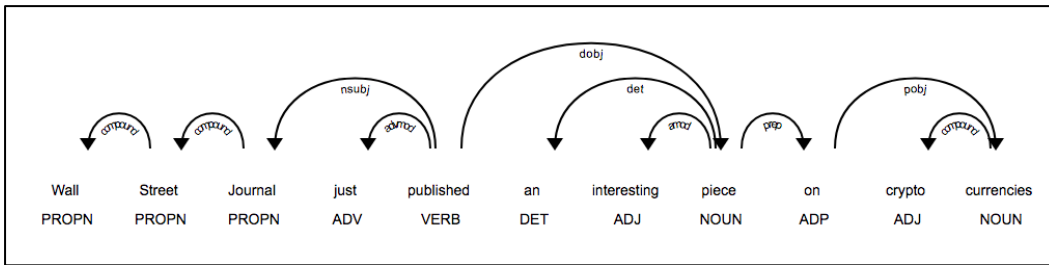 dobj
nsubj det pobj
compound compound advmod amod prep compound
Wall Street Journal just published an interesting piece on crypto currencies
PROPN PROPN PROPN ADV VERB DET ADJ NOUN ADP ADJ NOUN